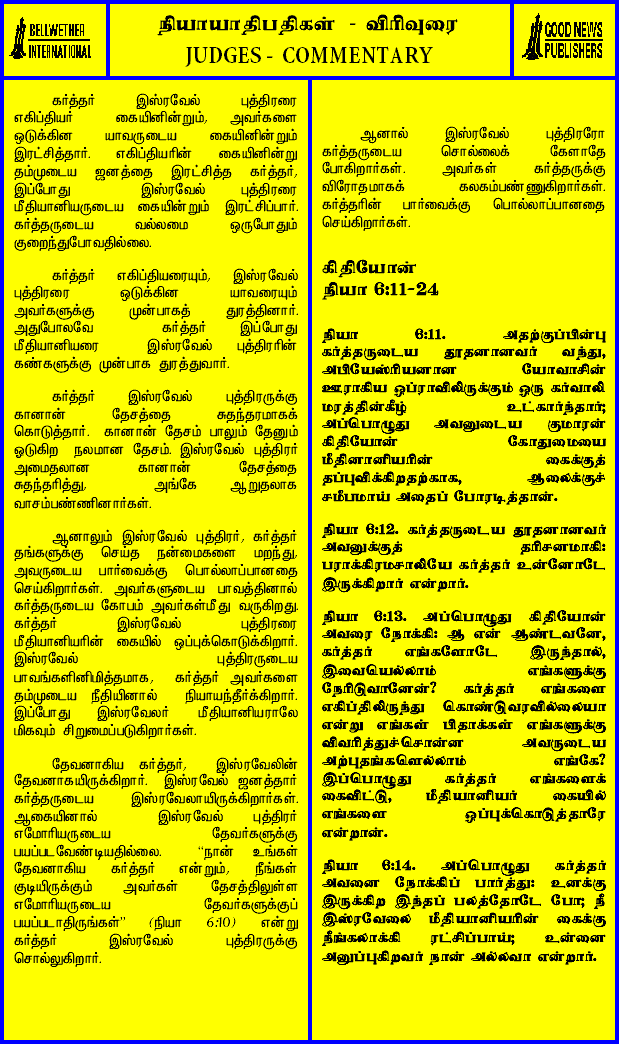 BELLWETHER
INTERNATIONAL
நியாயாதிபதிகள் - விரிவுரை
JUDGES - COMMENTARY
GOOD NEWS
PUBLISHERS
கர்த்தர் இஸ்ரவேல் புத்திரரை
எகிப்தியர் கையினின்றும், அவர்களை
ஒடுக்கின யாவருடைய கையினின்றும்
இரட்சித்தார். எகிப்தியரின் கையினின்று
தம்முடைய ஜனத்தை இரட்சித்த கர்த்தர்,
இப்போது இஸ்ரவேல் புத்திரரை
மீதியானியருடைய கையின்றும் இரட்சிப்பார்.
கர்த்தருடைய வல்லமை ஒருபோதும்
குறைந்துபோவதில்லை.
கர்த்தர் எகிப்தியரையும், இஸ்ரவேல்
புத்திரரை ஒடுக்கின யாவரையும்
அவர்களுக்கு முன்பாகத் துரத்தினார்.
அதுபோலவே கர்த்தர் இப்போது
மீதியானியரை இஸ்ரவேல் புத்திரரின்
கண்களுக்கு முன்பாக துரத்துவார்.
கர்த்தர் இஸ்ரவேல் புத்திரருக்கு
கானான் தேசத்தை சுதந்தரமாகக்
கொடுத்தார். கானான் தேசம் பாலும் தேனும்
ஓடுகிற நலமான தேசம். இஸ்ரவேல் புத்திரர்
அமைதலான கானான் தேசத்தை
சுதந்தரித்து, அங்கே ஆறுதலாக
வாசம்பண்ணினார்கள்.
ஆனாலும் இஸ்ரவேல் புத்திரர், கர்த்தர்
தங்களுக்கு செய்த நன்மைகளை மறந்து,
அவருடைய பார்வைக்கு பொல்லாப்பானதை
செய்கிறார்கள். அவர்களுடைய பாவத்தினால்
கர்த்தருடைய கோபம் அவர்கள்மீது வருகிறது.
கர்த்தர் இஸ்ரவேல் புத்திரரை
மீதியானியரின் கையில் ஒப்புக்கொடுக்கிறார்.
இஸ்ரவேல் புத்திரருடைய
பாவங்களினிமித்தமாக, கர்த்தர் அவர்களை
தம்முடைய நீதியினால் நியாயந்தீர்க்கிறார்.
இப்போது இஸ்ரவேலர் மீதியானியராலே
மிகவும் சிறுமைப்படுகிறார்கள்.
தேவனாகிய கர்த்தர், இஸ்ரவேலின்
தேவனாகயிருக்கிறார். இஸ்ரவேல் ஜனத்தார்
கர்த்தருடைய இஸ்ரவேலாயிருக்கிறார்கள்.
ஆகையினால் இஸ்ரவேல் புத்திரர்
எமோரியருடைய தேவர்களுக்கு
பயப்படவேண்டியதில்லை. "நான் உங்கள்
தேவனாகிய கர்த்தர் என்றும், நீங்கள்
குடியிருக்கும் அவர்கள் தேசத்திலுள்ள
எமோரியருடைய தேவர்களுக்குப்
பயப்படாதிருங்கள்" (நியா 6:10) என்று
கர்த்தர் இஸ்ரவேல் புத்திரருக்கு
சொல்லுகிறார்.
ஆனால் இஸ்ரவேல் புத்திரரோ
கர்த்தருடைய சொல்லைக் கேளாதே
போகிறார்கள். அவர்கள் கர்த்தருக்கு
விரோதமாகக் கலகம்பண்ணுகிறார்கள்.
கர்த்தரின் பார்வைக்கு பொல்லாப்பானதை
செய்கிறார்கள்.
கிதியோன்
நியா 6:11-24
நியா 6:11. அதற்குப்பின்பு
கர்த்தருடைய தூதனானவர் வந்து,
அபியேஸ்ரியனான யோவாசின்
ஊராகிய ஒப்ராவிலிருக்கும் ஒரு கர்வாலி
மரத்தின்கீழ் உட்கார்ந்தார்;
அப்பொழுது அவனுடைய குமாரன்
கிதியோன் கோதுமையை
மீதினானியரின் கைக்குத்
தப்புவிக்கிறதற்காக, ஆலைக்குச்
சமீபமாய் அதைப் போரடித்தான்.
நியா 6:12. கர்த்தருடைய தூதனானவர்
அவனுக்குத் தரிசனமாகி:
பராக்கிரமசாலியே கர்த்தர் உன்னோடே
இருக்கிறார் என்றார்.
நியா 6:13. அப்பொழுது கிதியோன்
அவரை நோக்கி: ஆ என் ஆண்டவனே,
கர்த்தர் எங்களோடே இருந்தால்,
இவையெல்லாம் எங்களுக்கு
நேரிடுவானேன்? கர்த்தர் எங்களை
எகிப்திலிருந்து கொண்டுவரவில்லையா
என்று எங்கள் பிதாக்கள் எங்களுக்கு
விவரித்துச்சொன்ன அவருடைய
அற்புதங்களெல்லாம் எங்கே?
இப்பொழுது கர்த்தர் எங்களைக்
கைவிட்டு, மீதியானியர் கையில்
எங்களை ஒப்புக்கொடுத்தாரே
என்றான்.
நியா 6:14. அப்பொழுது கர்த்தர்
அவனை நோக்கிப் பார்த்து: உனக்கு
இருக்கிற இந்தப் பலத்தோடே போ; நீ
இஸ்ரவேலை மீதியானியரின் கைக்கு
நீங்கலாக்கி ரட்சிப்பாய்; உன்னை
அனுப்புகிறவர் நான் அல்லவா என்றார்.